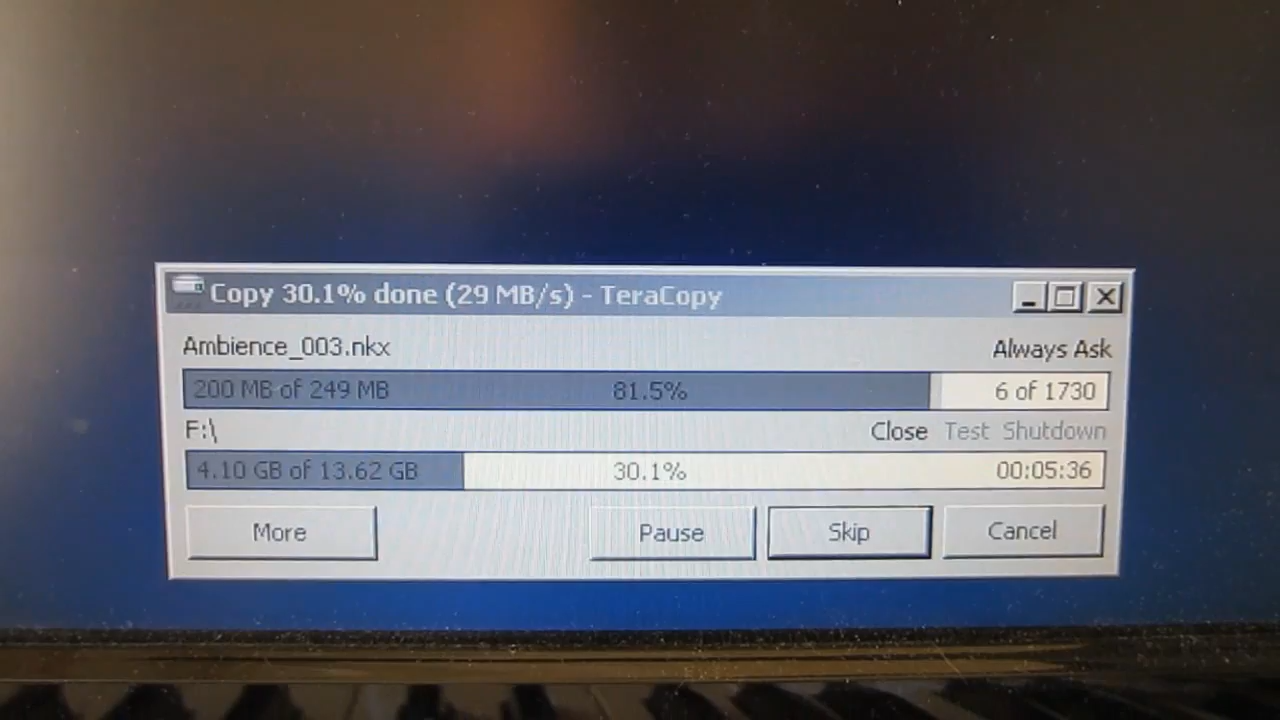 Copy 30.1% done (29 MB/s) - TeraCopy
Ambience_003.nkx Always Ask
200 MB of 249 MB 81.5% 6 of 1730
F:\ Close Test Shutdown
4.10 GB of 13.62 GB 30.1% 00:05:36
More Pause Skip Cancel